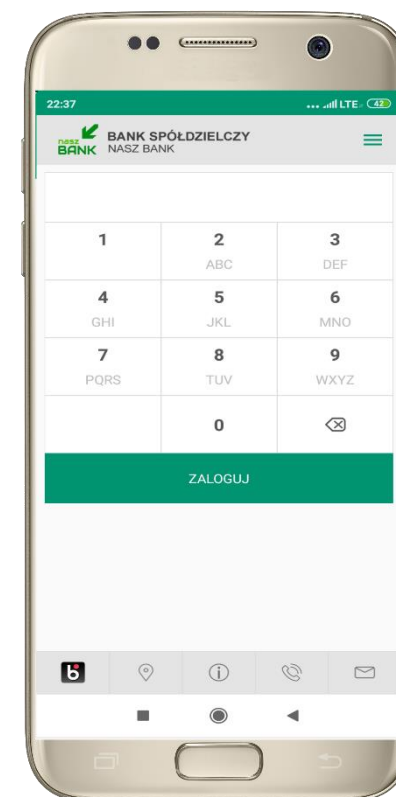 22:37 ... LTE 42
nasz BANK BANK SPÓŁDZIELCZY
NASZ BANK
1 2 3
ABC DEF
4 5 6
GHI JKL MNO
7 8 9
PQRS TUV WXYZ
0
ZALOGUJ
b
i